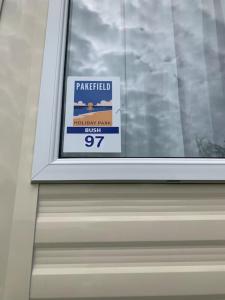 PAKEFIELD
HOLIDAY PARK
BUSH
97